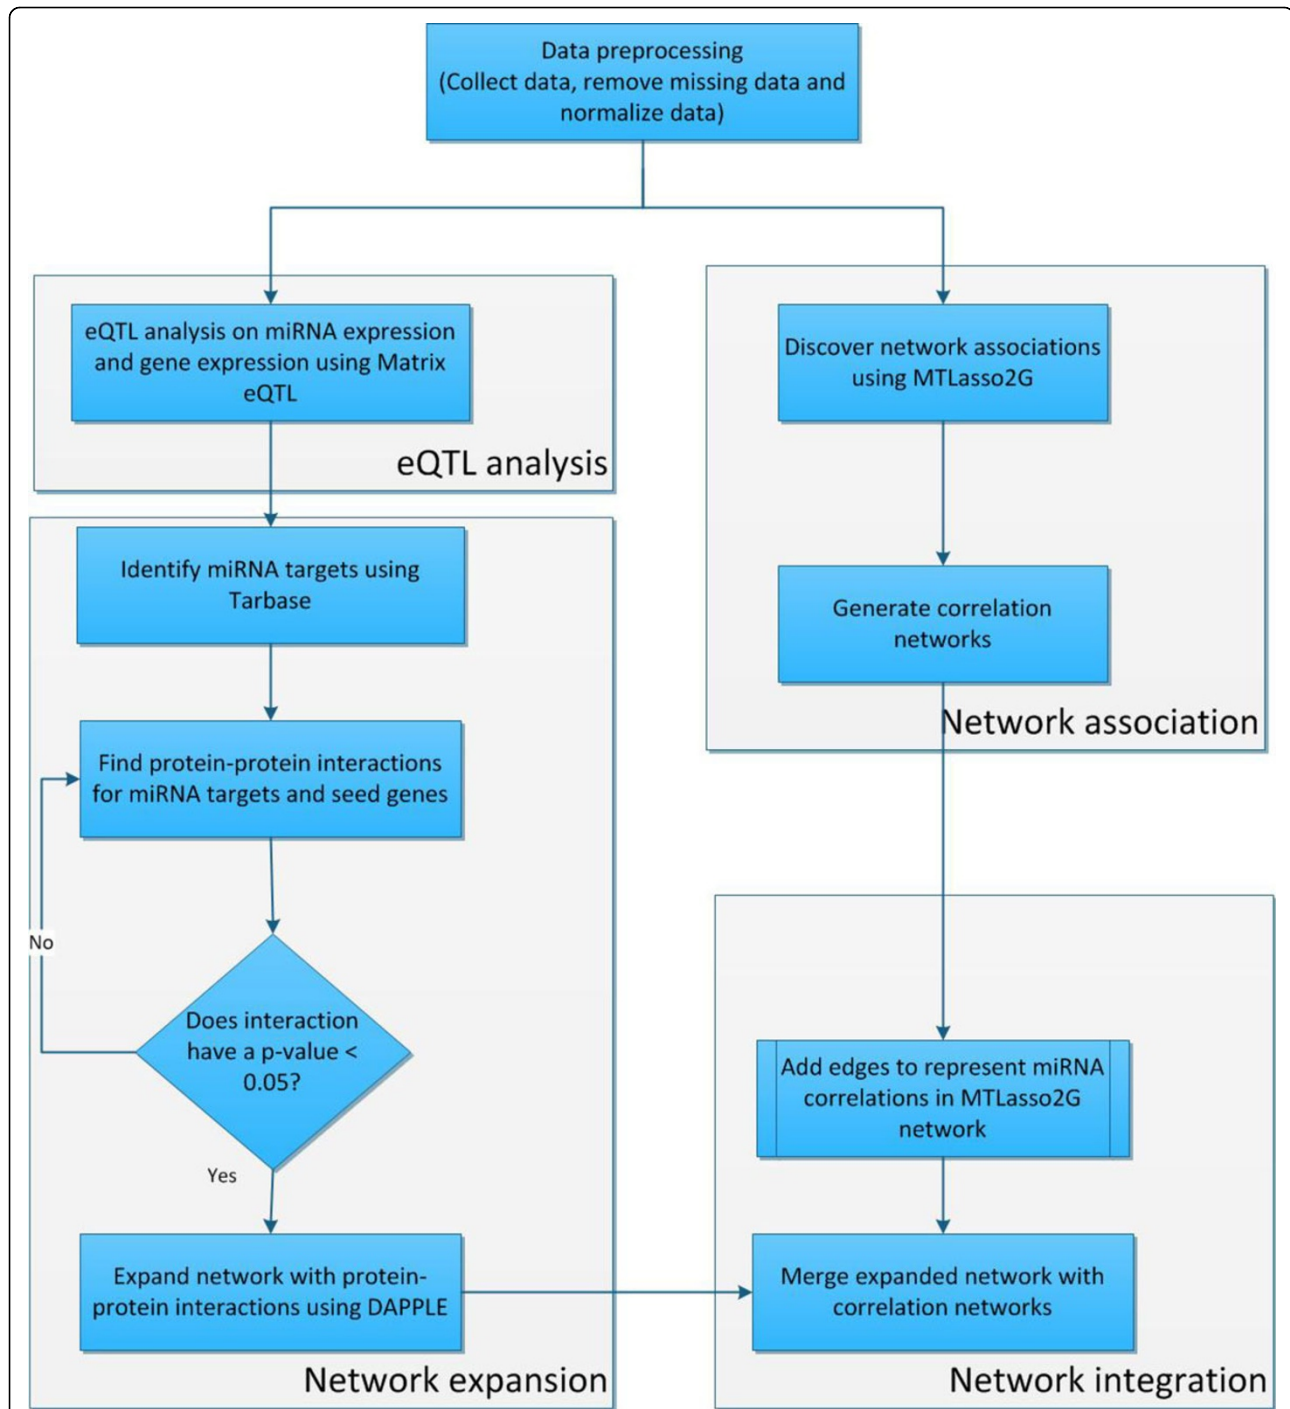 Data preprocessing
(Collect data, remove missing data and
normalize data)
eQTL analysis on miRNA expression
and gene expression using Matrix
eQTL
eQTL analysis
Identify miRNA targets using
Tarbase
Find protein-protein interactions
for miRNA targets and seed genes
No
Does interaction
have a p-value <
0.05?
Yes
Expand network with protein-
protein interactions using DAPPLE
Network expansion
Discover network associations
using MTLasso2G
Generate correlation
networks
Network association
Add edges to represent miRNA
correlations in MTLasso2G
network
Merge expanded network with
correlation networks
Network integration